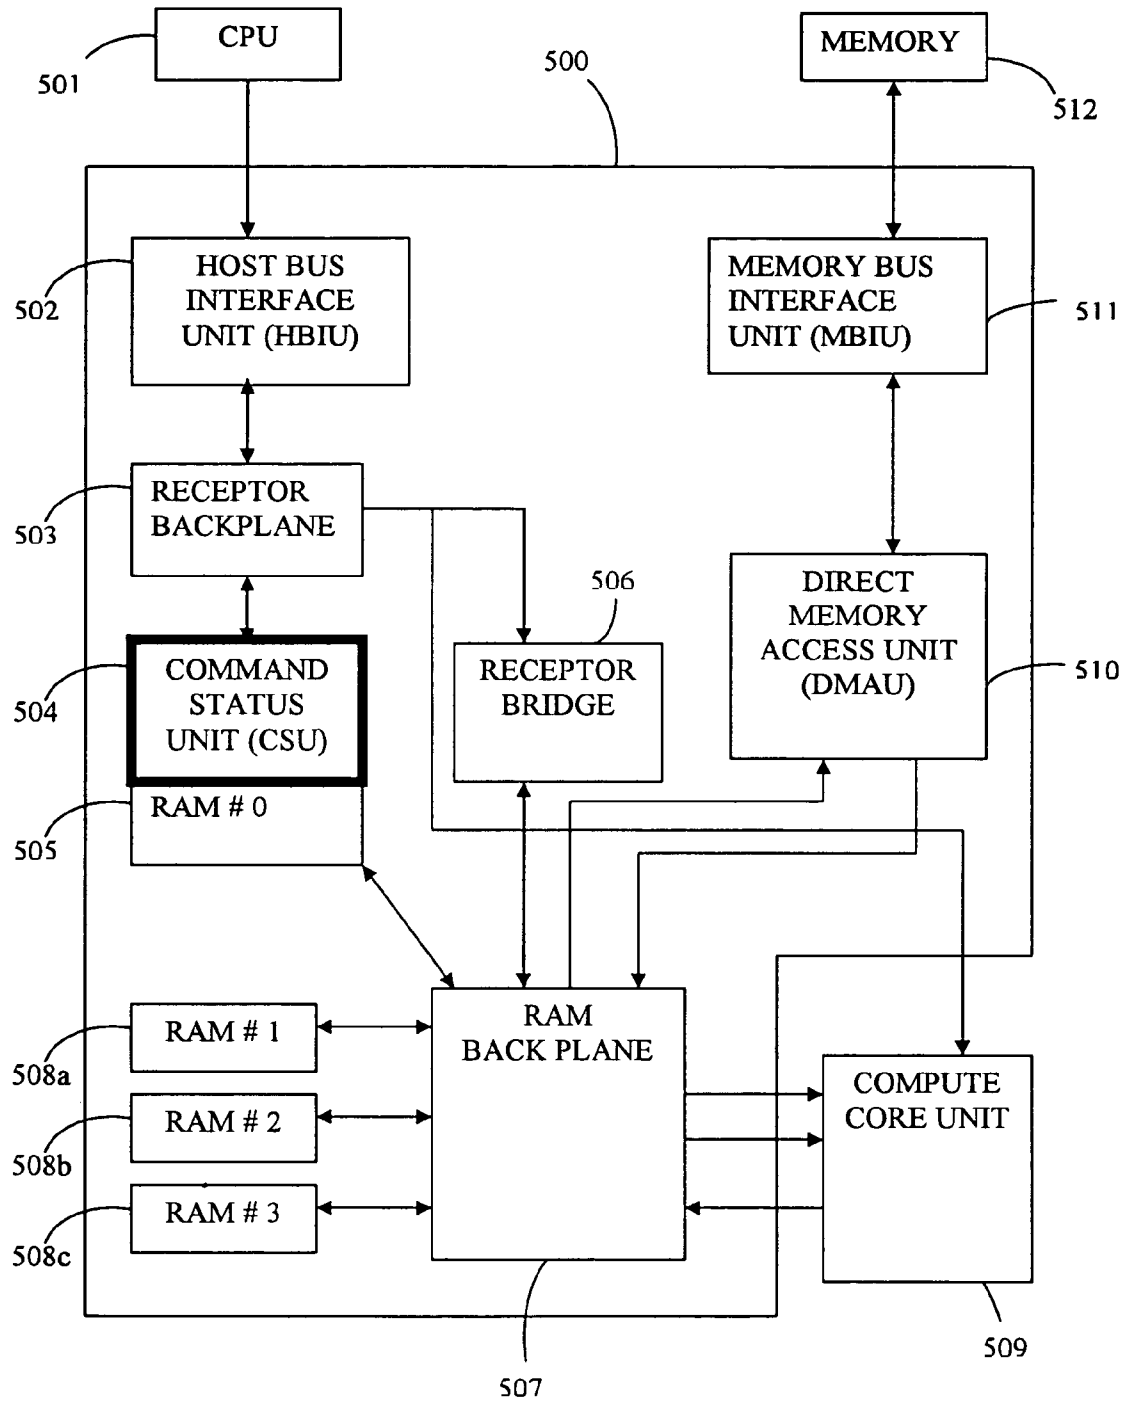 CPU
501
500
MEMORY
512
HOST BUS
INTERFACE
UNIT (HBIU)
502
MEMORY BUS
INTERFACE
UNIT (MBIU)
511
RECEPTOR
BACKPLANE
503
506
DIRECT
MEMORY
ACCESS UNIT
(DMAU)
510
COMMAND
STATUS
UNIT (CSU)
504
RECEPTOR
BRIDGE
RAM # 0
505
RAM
BACK PLANE
RAM # 1
508a
RAM # 2
508b
RAM # 3
508c
COMPUTE
CORE UNIT
509
507